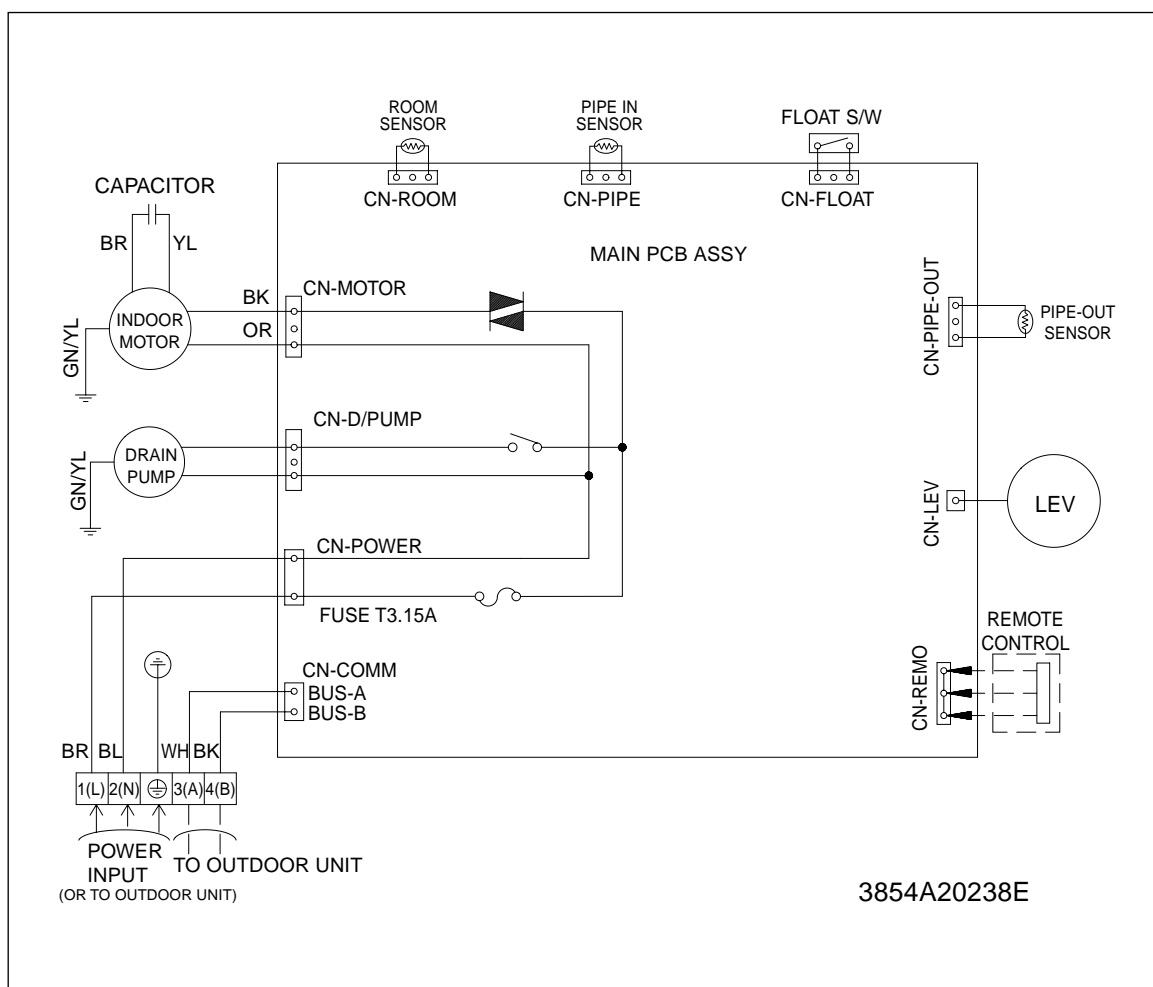 ROOM
SENSOR
PIPE IN
SENSOR
FLOAT S/W
CN-ROOM
CN-PIPE
CN-FLOAT
CAPACITOR
BR
YL
MAIN PCB ASSY
INDOOR
MOTOR
GN/YL
BK
OR
CN-MOTOR
CN-PIPE-OUT
PIPE-OUT
SENSOR
CN-D/PUMP
DRAIN
PUMP
GN/YL
CN-LEV
LEV
CN-POWER
FUSE T3.15A
REMOTE
CONTROL
CN-REMO
CN-COMM
BUS-A
BUS-B
BR BL WH BK
1(L) 2(N) 3(A) 4(B)
POWER
INPUT
(OR TO OUTDOOR UNIT)
TO OUTDOOR UNIT
3854A20238E